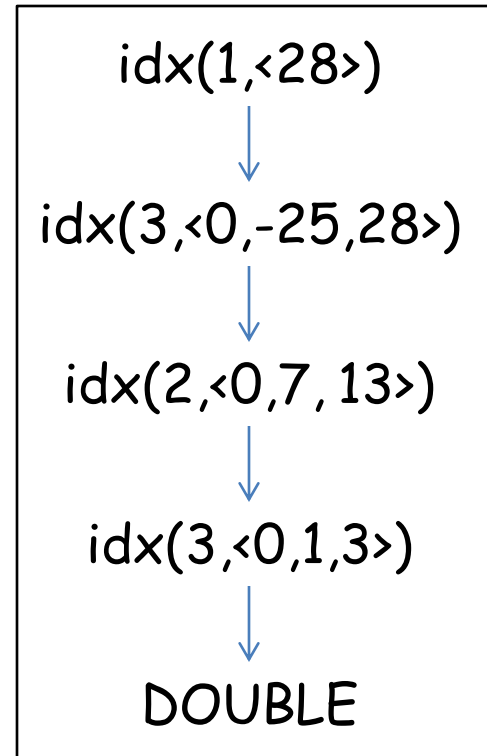 idx(1,<28>)
idx(3,<0,-25,28>)
idx(2,<0,7, 13>)
idx(3,<0,1,3>)
DOUBLE